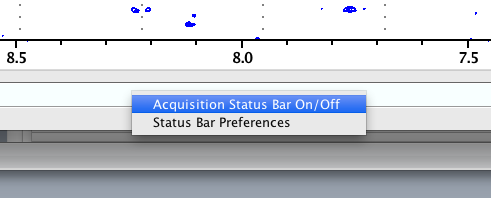 8.5 8.0 7.5
Acquisition Status Bar On/Off
Status Bar Preferences